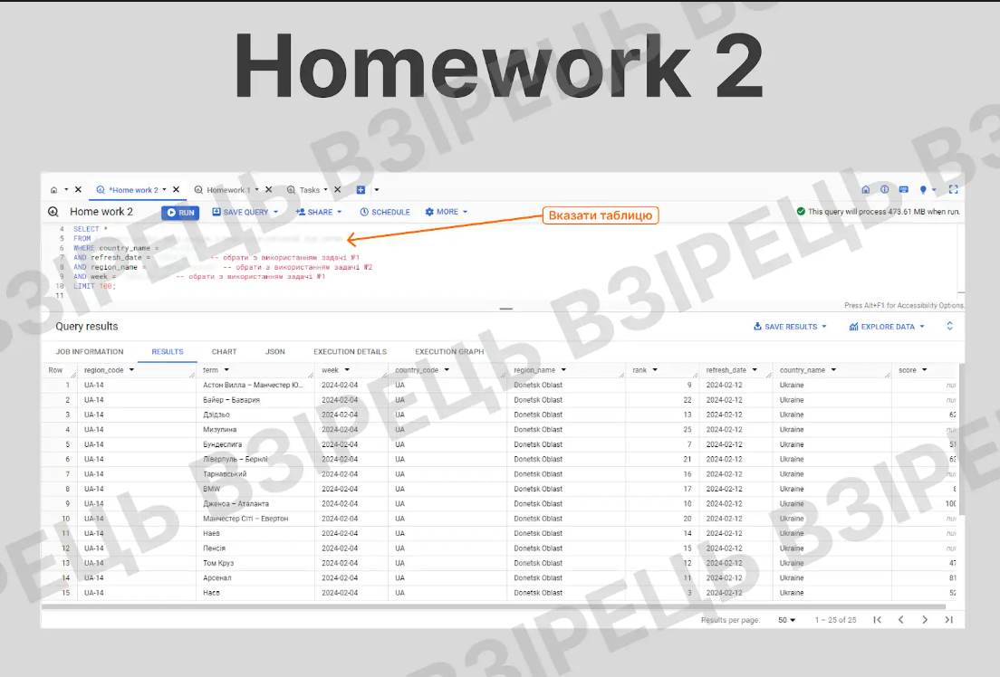 Homework 2
*Home work 2
Homework 1
Tasks
Home work 2
RUN
SAVE QUERY
SHARE
SCHEDULE
MORE
This query will process 473.61 MB when run.
Вказати таблицю
4 SELECT *
5 FROM
6 WHERE country_name =
7 AND refresh_date = -- обрати з використанням задачі №1
8 AND region_name = -- обрати з використанням задачі №2
9 AND week = -- обрати з використанням задачі №1
10 LIMIT 100;
11
Press Alt+F1 for Accessibility Options.
Query results
SAVE RESULTS
EXPLORE DATA
JOB INFORMATION RESULTS CHART JSON EXECUTION DETAILS EXECUTION GRAPH
Row region_code term week country_code region_name rank refresh_date country_name score
1 UA-14 Астон Вилла – Манчестер Ю... 2024-02-04 UA Donetsk Oblast 9 2024-02-12 Ukraine
2 UA-14 Байер – Бавария 2024-02-04 UA Donetsk Oblast 22 2024-02-12 Ukraine
3 UA-14 Дзідзьо 2024-02-04 UA Donetsk Oblast 13 2024-02-12 Ukraine 62
4 UA-14 Мизулина 2024-02-04 UA Donetsk Oblast 25 2024-02-12 Ukraine
5 UA-14 Бундеслига 2024-02-04 UA Donetsk Oblast 7 2024-02-12 Ukraine 51
6 UA-14 Ліверпуль – Бернлі 2024-02-04 UA Donetsk Oblast 21 2024-02-12 Ukraine 63
7 UA-14 Тарнавський 2024-02-04 UA Donetsk Oblast 16 2024-02-12 Ukraine
8 UA-14 BMW 2024-02-04 UA Donetsk Oblast 17 2024-02-12 Ukraine 8
9 UA-14 Дженоа – Аталанта 2024-02-04 UA Donetsk Oblast 10 2024-02-12 Ukraine 100
10 UA-14 Манчестер Сіті – Евертон 2024-02-04 UA Donetsk Oblast 20 2024-02-12 Ukraine
11 UA-14 Наев 2024-02-04 UA Donetsk Oblast 14 2024-02-12 Ukraine
12 UA-14 Пенсія 2024-02-04 UA Donetsk Oblast 15 2024-02-12 Ukraine
13 UA-14 Том Круз 2024-02-04 UA Donetsk Oblast 12 2024-02-12 Ukraine 47
14 UA-14 Арсенал 2024-02-04 UA Donetsk Oblast 11 2024-02-12 Ukraine 81
15 UA-14 Наєв 2024-02-04 UA Donetsk Oblast 3 2024-02-12 Ukraine 52
Results per page: 50 1 – 25 of 25
ВЗІРЕЦЬ ВЗІРЕЦЬ ВЗІРЕЦЬ